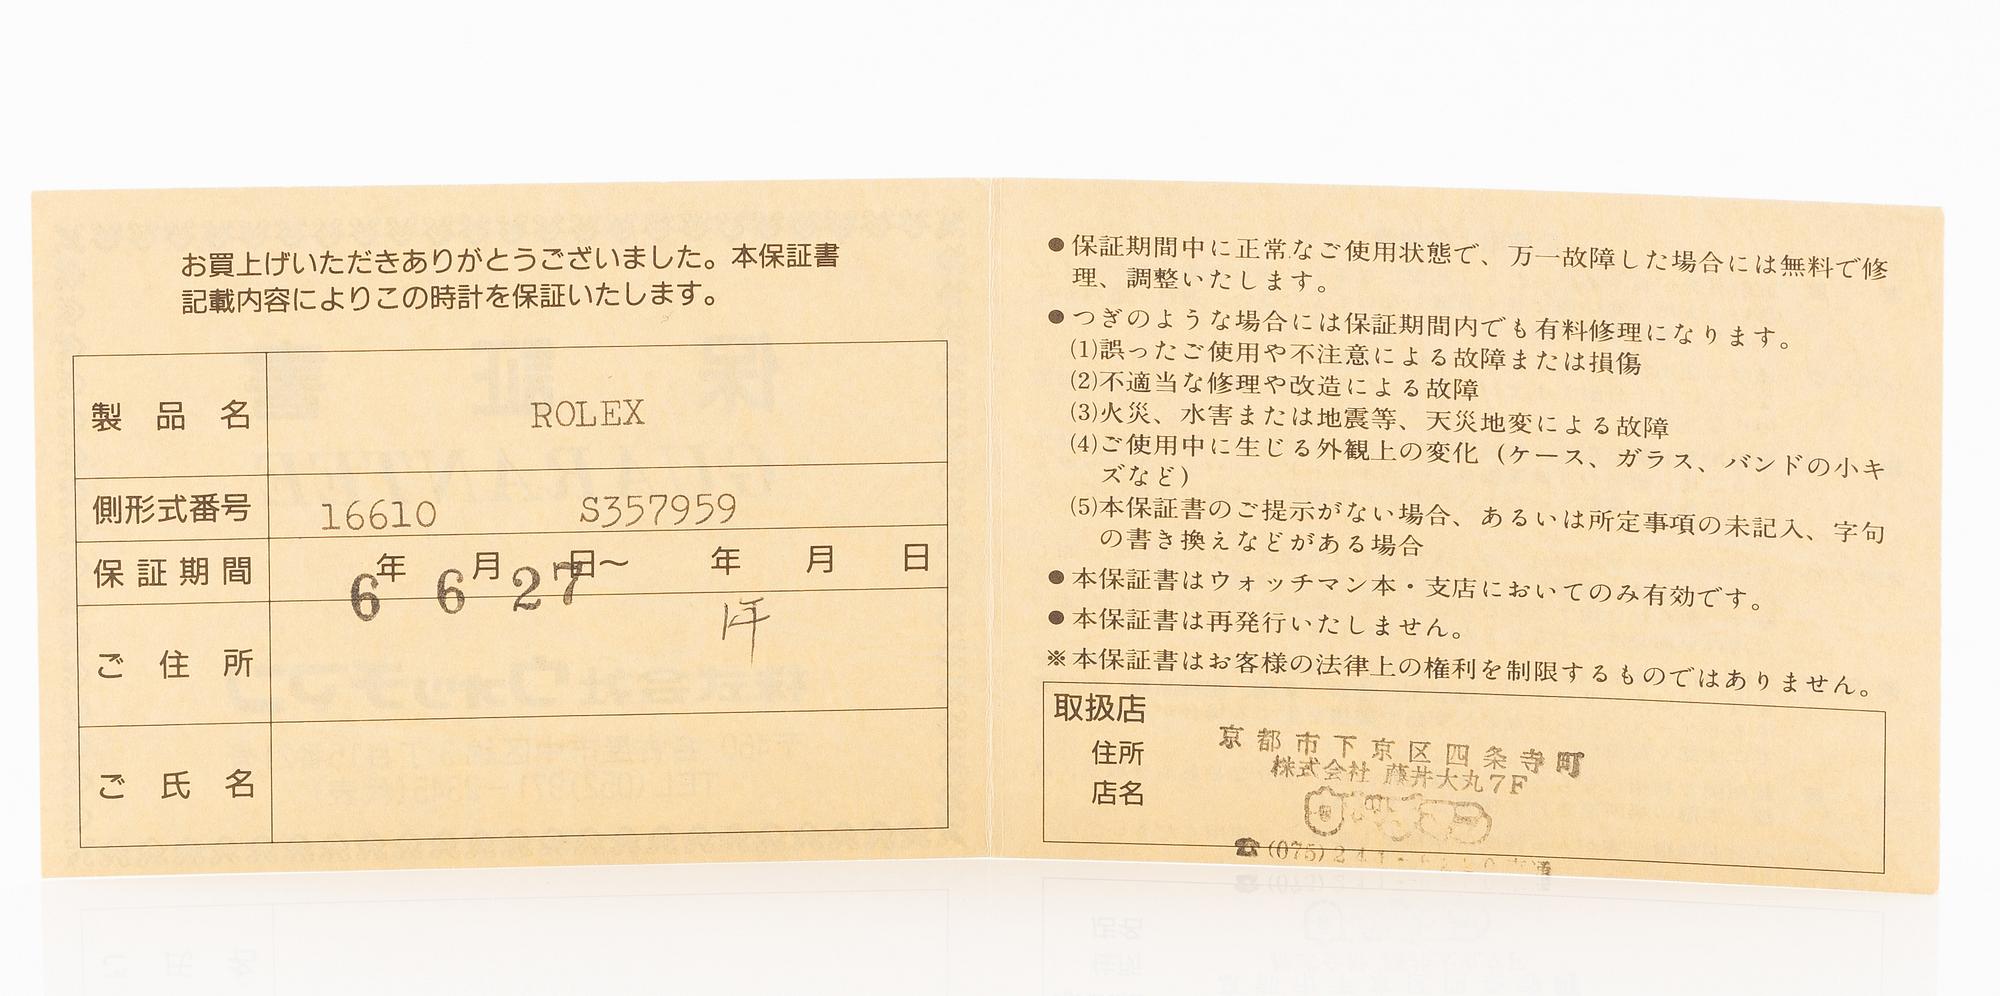 お買上げいただきありがとうございました。本保証書
記載内容によりこの時計を保証いたします。
製品名 ROLEX
側形式番号 16610 S357959
保証期間 6年 6月 27日〜 年 月 日
1年
ご住所
ご氏名
●保証期間中に正常なご使用状態で、万一故障した場合には無料で修
理、調整いたします。
●つぎのような場合には保証期間内でも有料修理になります。
(1)誤ったご使用や不注意による故障または損傷
(2)不適当な修理や改造による故障
(3)火災、水害または地震等、天災地変による故障
(4)ご使用中に生じる外観上の変化（ケース、ガラス、バンドの小キ
ズなど）
(5)本保証書のご提示がない場合、あるいは所定事項の未記入、字句
の書き換えなどがある場合
●本保証書はウォッチマン本・支店においてのみ有効です。
●本保証書は再発行いたしません。
※本保証書はお客様の法律上の権利を制限するものではありません。
取扱店
住所 京都市下京区四条寺町
株式会社 藤井大丸7F
店名
☎(075)241-